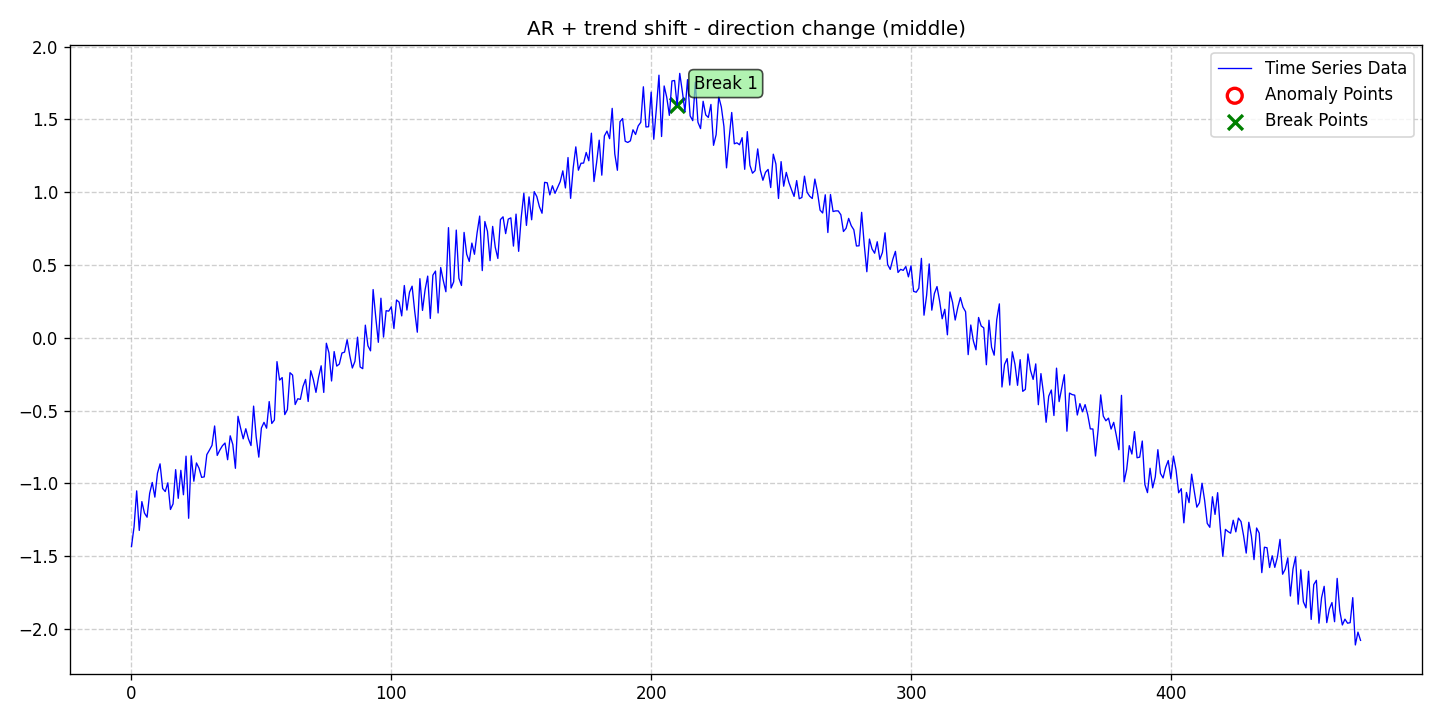 AR + trend shift - direction change (middle)
2.0
1.5
1.0
0.5
0.0
−0.5
−1.0
−1.5
−2.0
0
100
200
300
400
Break 1
Time Series Data
Anomaly Points
Break Points